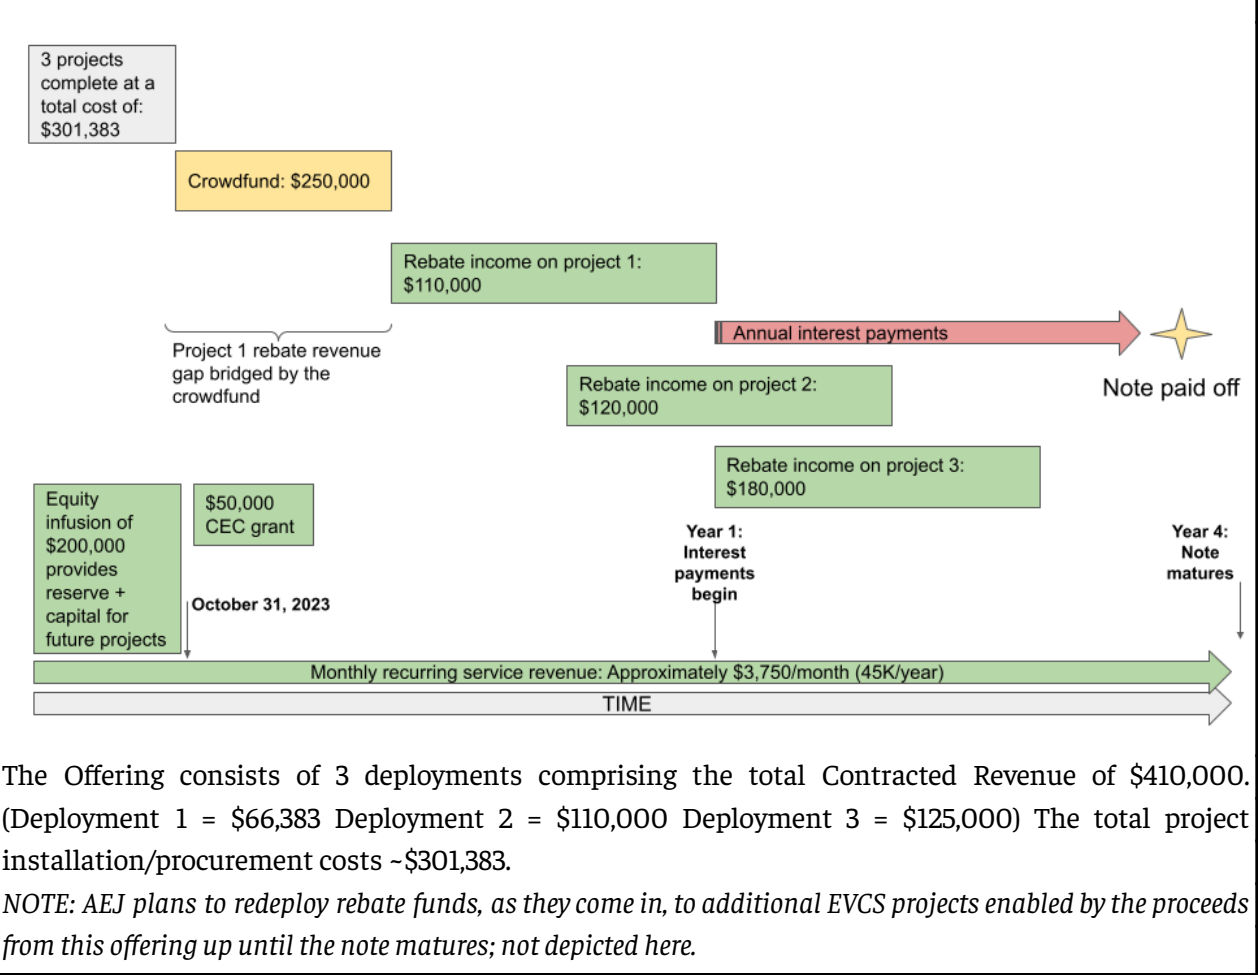 3 projects
complete at a
total cost of:
$301,383
Crowdfund: $250,000
Rebate income on project 1:
$110,000
Project 1 rebate revenue
gap bridged by the
crowdfund
Annual interest payments
Note paid off
Rebate income on project 2:
$120,000
Rebate income on project 3:
$180,000
Equity
infusion of
$200,000
provides
reserve +
capital for
future projects
$50,000
CEC grant
October 31, 2023
Year 1:
Interest
payments
begin
Year 4:
Note
matures
Monthly recurring service revenue: Approximately $3,750/month (45K/year)
TIME
The Offering consists of 3 deployments comprising the total Contracted Revenue of $410,000.
(Deployment 1 = $66,383 Deployment 2 = $110,000 Deployment 3 = $125,000) The total project
installation/procurement costs ~$301,383.
NOTE: AEJ plans to redeploy rebate funds, as they come in, to additional EVCS projects enabled by the proceeds
from this offering up until the note matures; not depicted here.